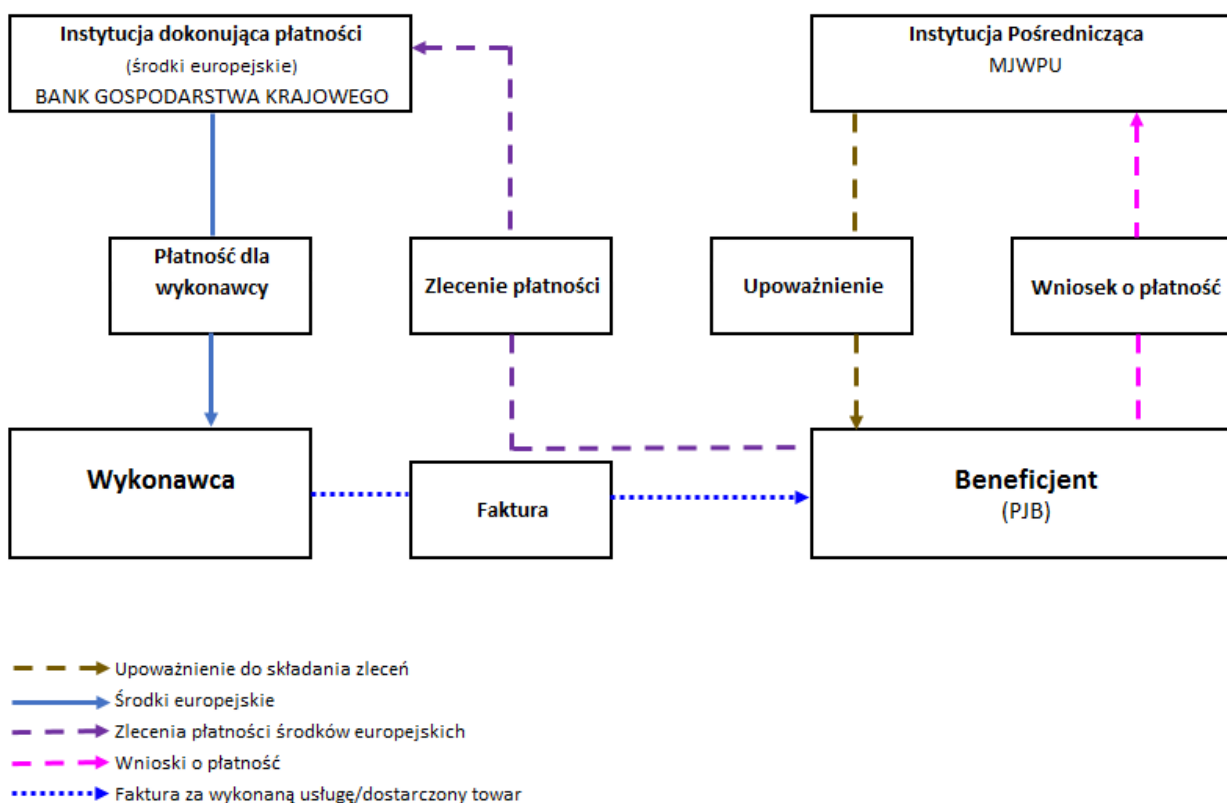 Instytucja dokonująca płatności
(środki europejskie)
BANK GOSPODARSTWA KRAJOWEGO
Instytucja Pośrednicząca
MJWPU
Płatność dla
wykonawcy
Zlecenie płatności
Upoważnienie
Wniosek o płatność
Wykonawca
Faktura
Beneficjent
(PJB)
Upoważnienie do składania zleceń
Środki europejskie
Zlecenia płatności środków europejskich
Wnioski o płatność
Faktura za wykonaną usługę/dostarczony towar